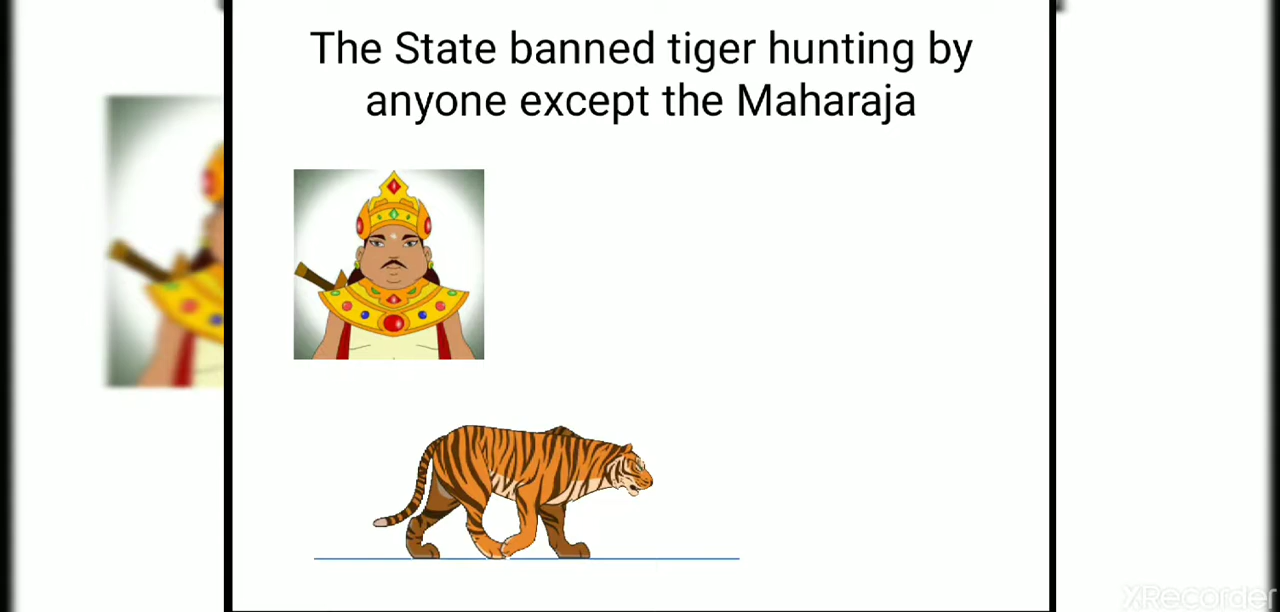 The State banned tiger hunting by
anyone except the Maharaja
XRecorder